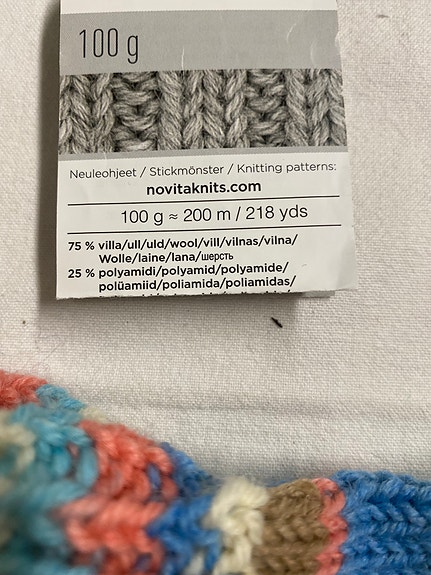 100 g
Neuleohjeet / Stickmönster / Knitting patterns:
novitaknits.com
100 g ≈ 200 m / 218 yds
75 % villa/ull/uld/wool/vill/vilnas/vilna/
Wolle/laine/lana/шерсть
25 % polyamidi/polyamid/polyamide/
polüamiid/poliamida/poliamidas/